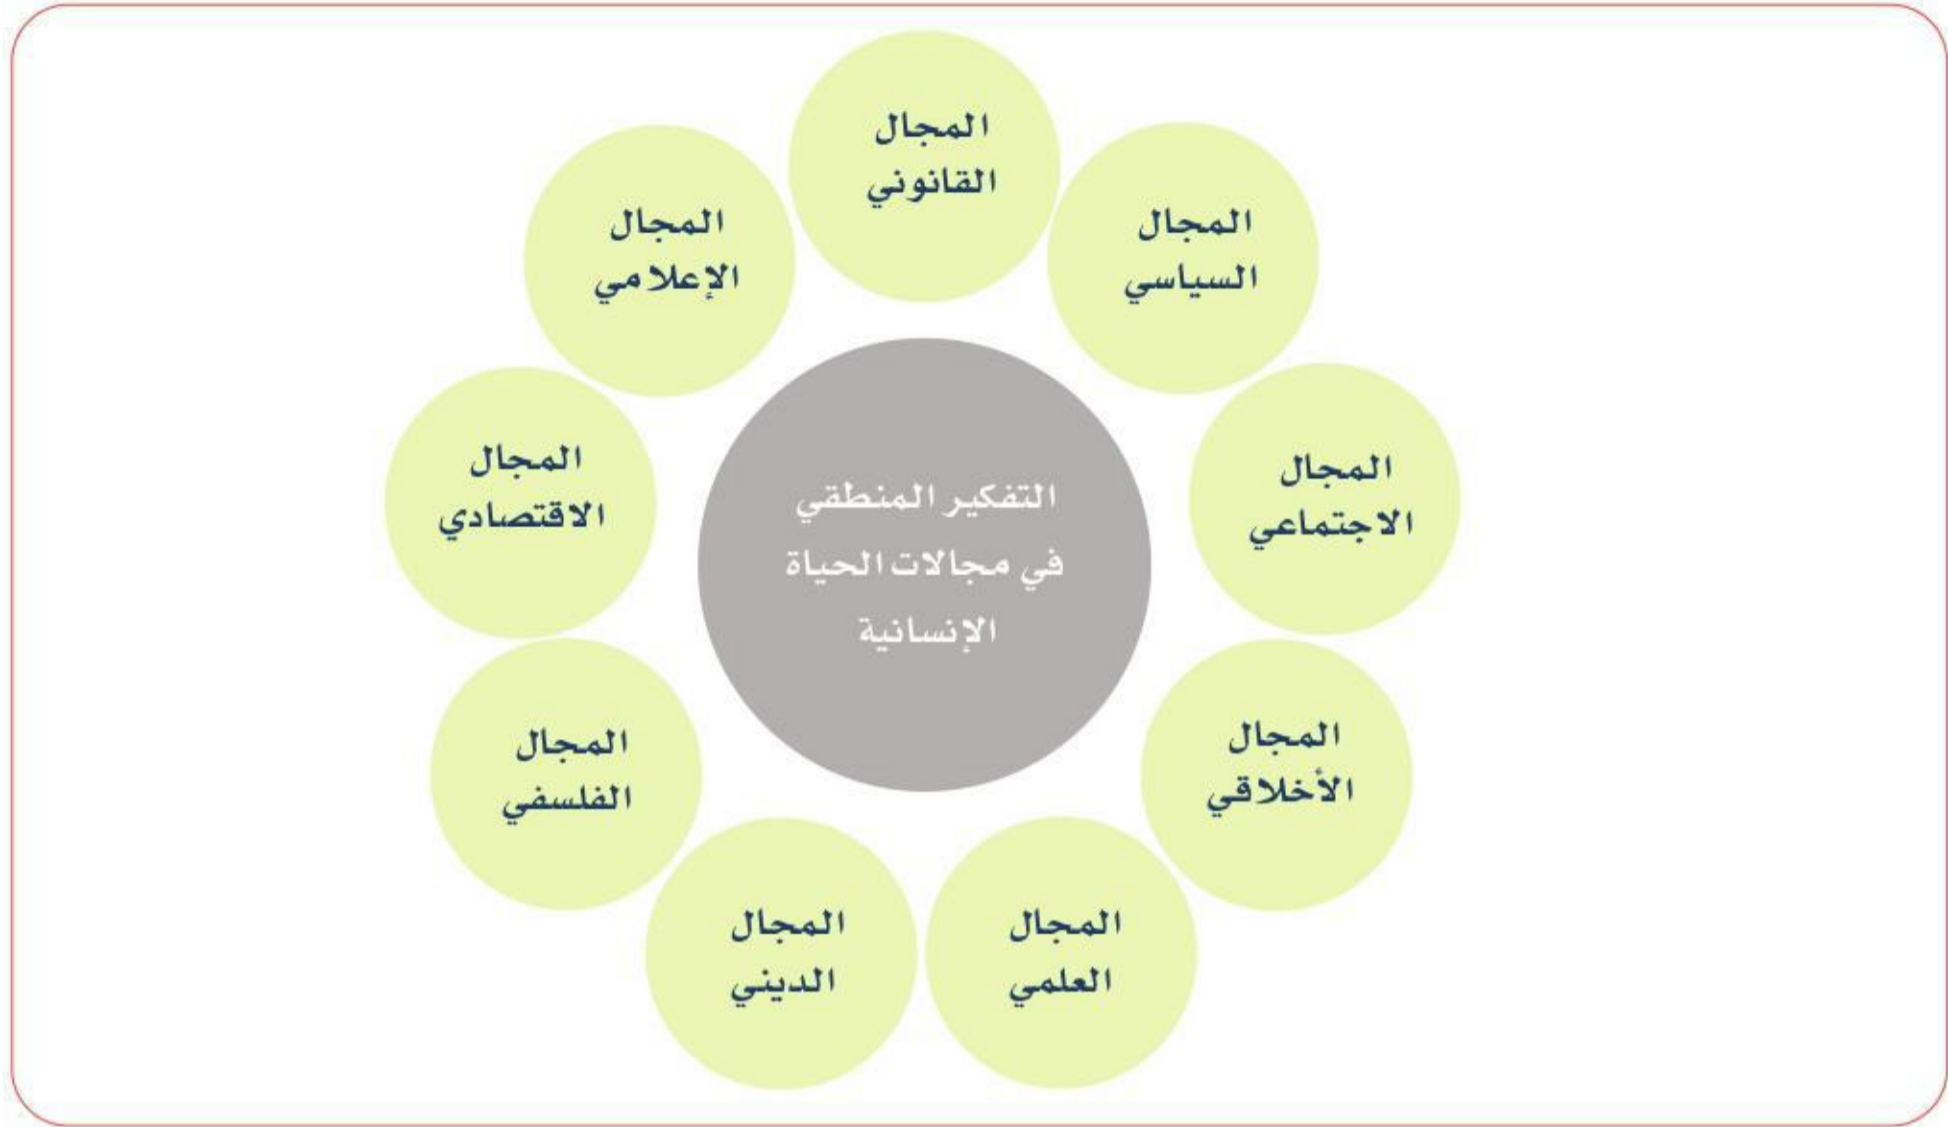 المجال
القانوني
المجال
السياسي
المجال
الاجتماعي
المجال
الأخلاقي
المجال
العلمي
المجال
الديني
المجال
الفلسفي
المجال
الاقتصادي
المجال
الإعلامي
التفكير المنطقي
في مجالات الحياة
الإنسانية